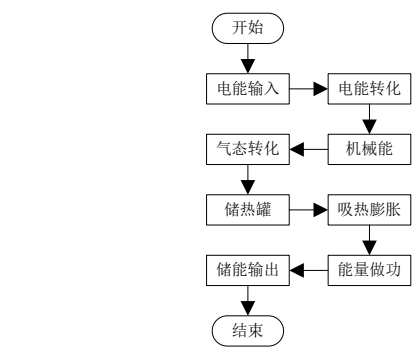 开始
电能输入
电能转化
机械能
气态转化
储热罐
吸热膨胀
能量做功
储能输出
结束